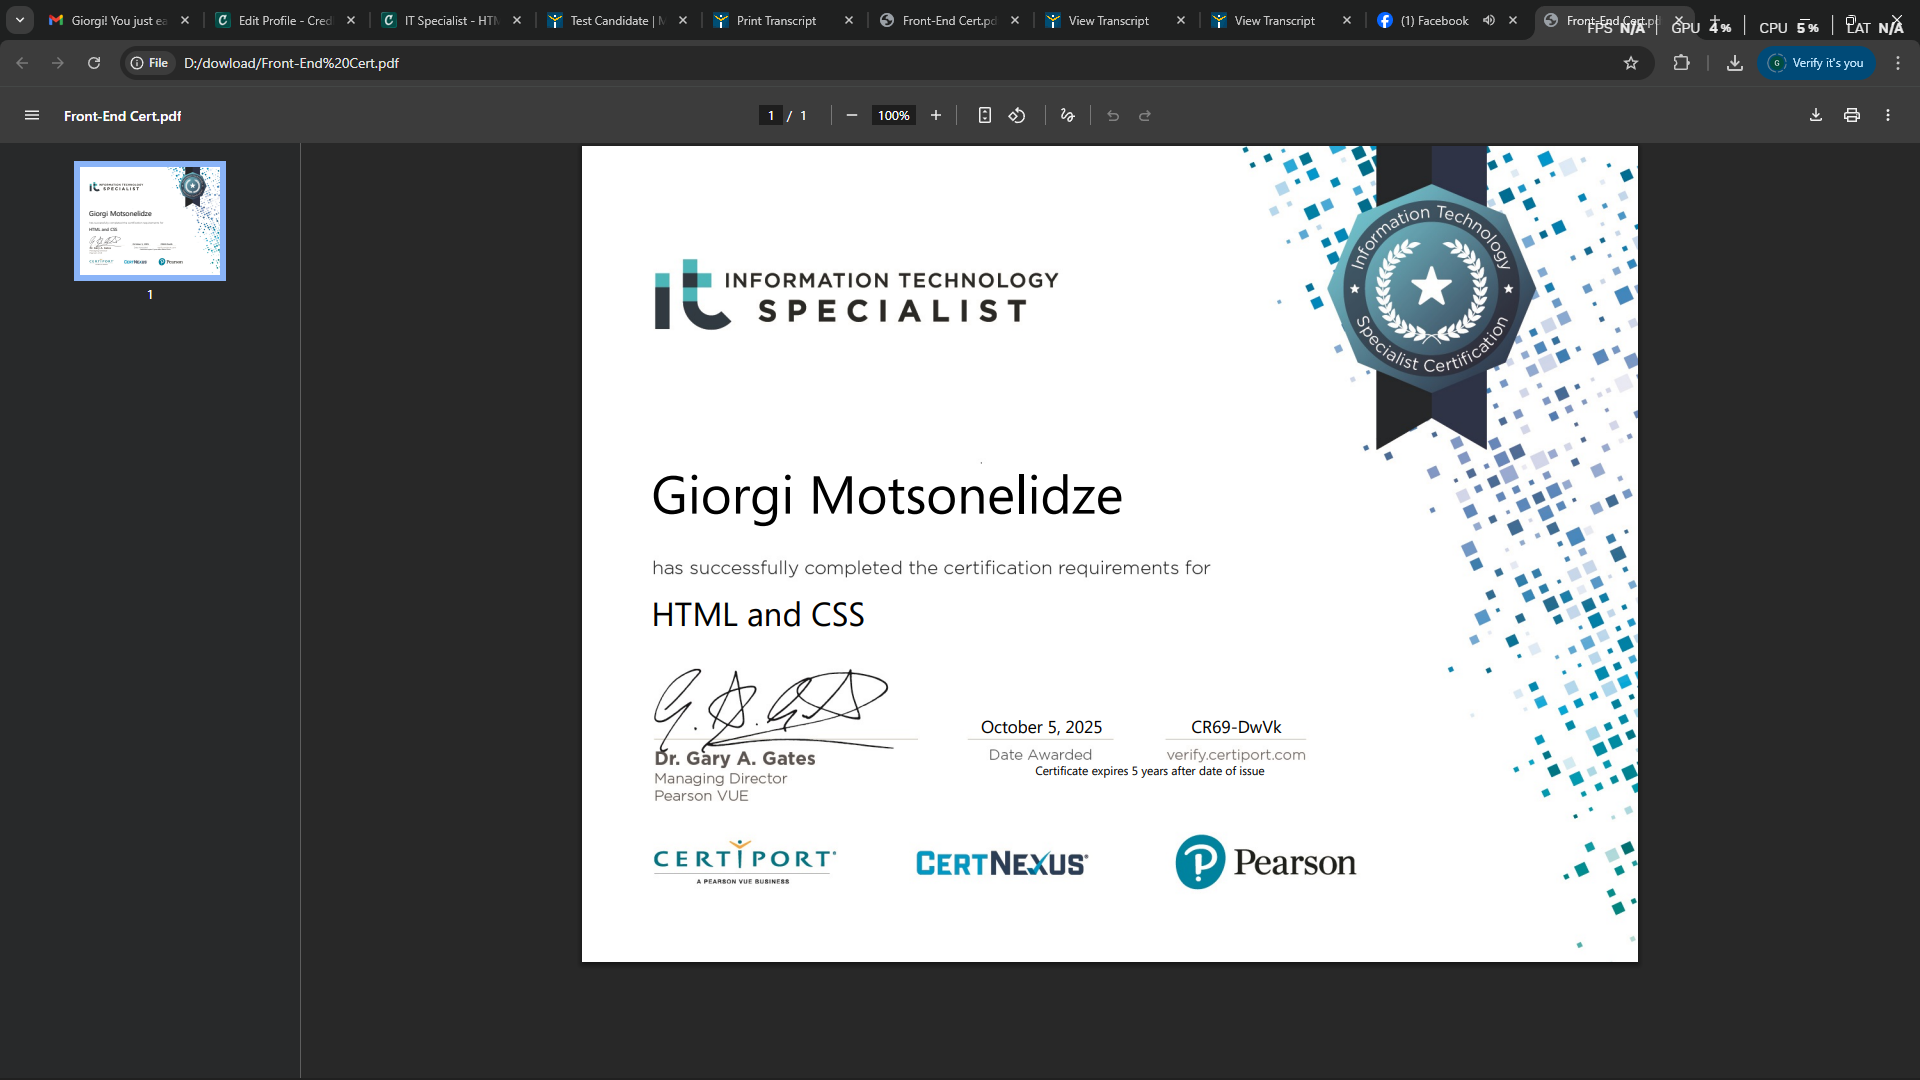 Giorgi! You just ea
Edit Profile - Cred
IT Specialist - HTM
Test Candidate | M
Print Transcript
Front-End Cert.pd
View Transcript
View Transcript
(1) Facebook
Front-End Cert.pd
FPS N/A | GPU 4% | CPU 5% | LAT N/A
File D:/dowload/Front-End%20Cert.pdf
G Verify it's you
Front-End Cert.pdf
1 / 1
100%
1
it INFORMATION TECHNOLOGY
SPECIALIST
Information Technology
Specialist Certification
Giorgi Motsonelidze
has successfully completed the certification requirements for
HTML and CSS
October 5, 2025 CR69-DwVk
Dr. Gary A. Gates Date Awarded verify.certiport.com
Managing Director Certificate expires 5 years after date of issue
Pearson VUE
CERTIPORT CERTNEXUS Pearson
A PEARSON VUE BUSINESS